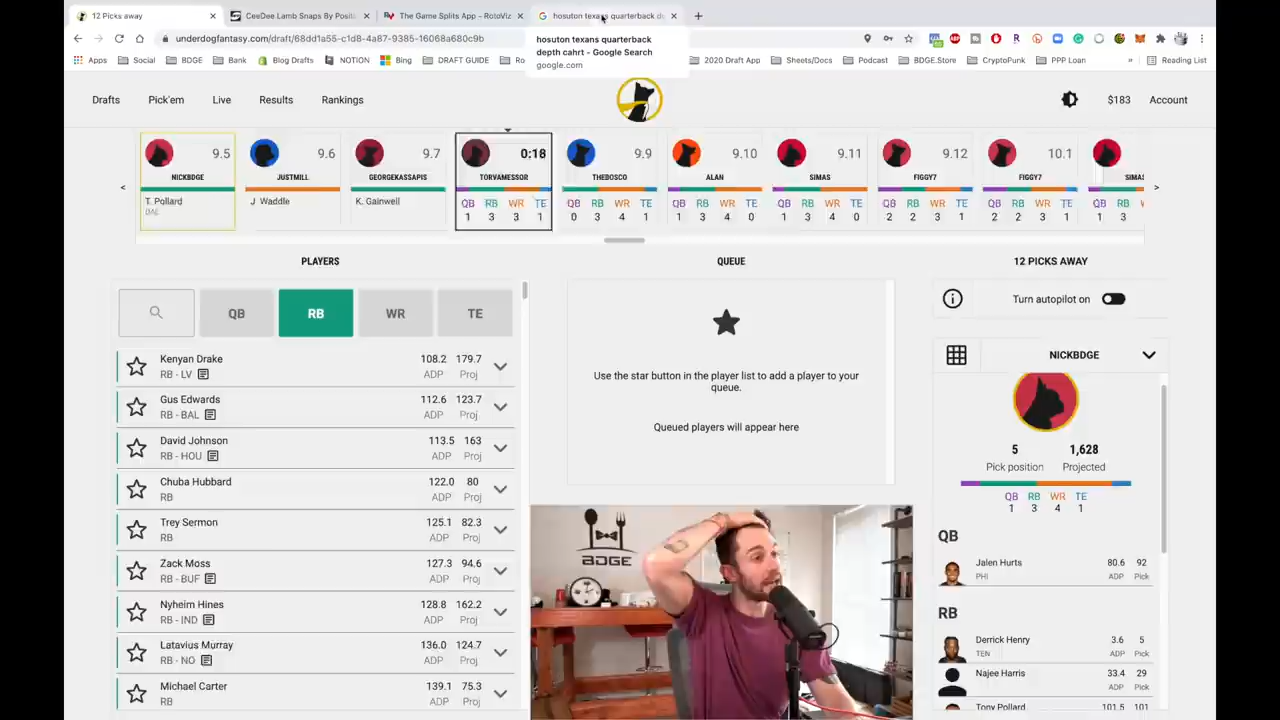 12 Picks away
CeeDee Lamb Snaps By Positi
The Game Splits App - RotoViz
hosuton texans quarterback de
underdogfantasy.com/draft/68dd1a55-c1d8-4a87-9385-16068a680c9b
hosuton texans quarterback
depth cahrt - Google Search
google.com
Apps
Social
BDGE
Bank
Blog Drafts
NOTION
Bing
DRAFT GUIDE
Ro
2020 Draft App
Sheets/Docs
Podcast
BDGE.Store
CryptoPunk
PPP Loan
»
Reading List
Drafts
Pick'em
Live
Results
Rankings
$183
Account
9.5
NICKBDGE
T. Pollard
DAL
9.6
JUSTMILL
J. Waddle
9.7
GEORGEKASSAPIS
K. Gainwell
0:18
TORVAMESSOR
QB RB WR TE
1 3 3 1
9.9
THEBOSCO
QB RB WR TE
0 3 4 1
9.10
ALAN
QB RB WR TE
1 3 4 0
9.11
SIMAS
QB RB WR TE
1 3 4 0
9.12
FIGGY7
QB RB WR TE
2 2 3 1
10.1
FIGGY7
QB RB WR TE
2 2 3 1
SIMAS
QB RB
1 3
PLAYERS
QUEUE
12 PICKS AWAY
QB
RB
WR
TE
Kenyan Drake 108.2 179.7
RB - LV ADP Proj
Gus Edwards 112.6 123.7
RB - BAL ADP Proj
David Johnson 113.5 163
RB - HOU ADP Proj
Chuba Hubbard 122.0 80
RB ADP Proj
Trey Sermon 125.1 82.3
RB ADP Proj
Zack Moss 127.3 94.6
RB - BUF ADP Proj
Nyheim Hines 128.8 162.2
RB - IND ADP Proj
Latavius Murray 136.0 124.7
RB - NO ADP Proj
Michael Carter 139.1 75.3
RB ADP Proj
Use the star button in the player list to add a player to your
queue.
Queued players will appear here
BDGE
Turn autopilot on
NICKBDGE
5 1,628
Pick position Projected
QB RB WR TE
1 3 4 1
QB
Jalen Hurts 80.6 92
PHI ADP Pick
RB
Derrick Henry 3.6 5
TEN ADP Pick
Najee Harris 33.4 29
ADP Pick
Tony Pollard 101.5 101